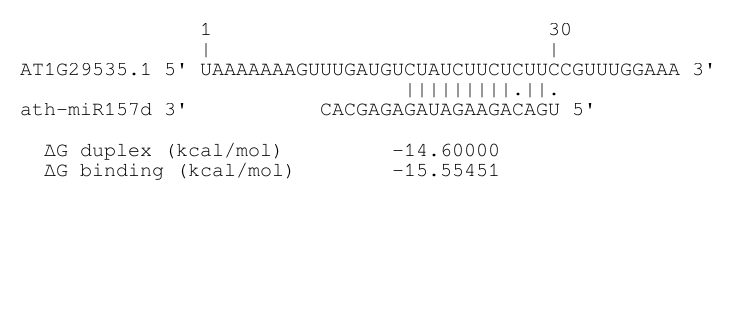 1 30
| |
AT1G29535.1 5' UAAAAAAAGUUUGAUGUCUAUCUUCUCUUCCGUUUGGAAA 3'
|||||||||.||.
ath-miR157d 3' CACGAGAGAUAGAAGACAGU 5'
ΔG duplex (kcal/mol) -14.60000
ΔG binding (kcal/mol) -15.55451